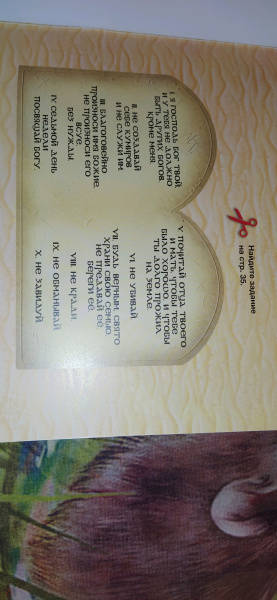 Найдите задание
на стр. 35.
I. Я ГОСПОДЬ БОГ ТВОЙ
И У ТЕБЯ НЕ ДОЛЖНО
БЫТЬ ДРУГИХ БОГОВ,
КРОМЕ МЕНЯ.
II. НЕ СОЗДАВАЙ
СЕБЕ КУМИРОВ
И НЕ СЛУЖИ ИМ
III. БЛАГОГОВЕЙНО
ПРОИЗНОСИ ИМЯ БОЖИЕ,
НЕ ПРОИЗНОСИ ЕГО
ВСУЕ,
БЕЗ НУЖДЫ.
IV. СЕДЬМОЙ ДЕНЬ
НЕДЕЛИ
ПОСВЯЩАЙ БОГУ.
V. ПОЧИТАЙ ОТЦА ТВОЕГО
И МАТЬ, ЧТОБЫ ТЕБЕ
БЫЛО ХОРОШО И ЧТОБЫ
ТЫ ДОЛГО ПРОЖИЛ
НА ЗЕМЛЕ.
VI. НЕ УБИВАЙ
VII. БУДЬ ВЕРНЫМ, СВЯТО
ХРАНИ СВОЮ СЕМЬЮ,
НЕ ПРЕДАВАЙ ЕЁ,
БЕРЕГИ ЕЁ.
VIII. НЕ КРАДИ.
IX. НЕ ОБМАНЫВАЙ
X. НЕ ЗАВИДУЙ